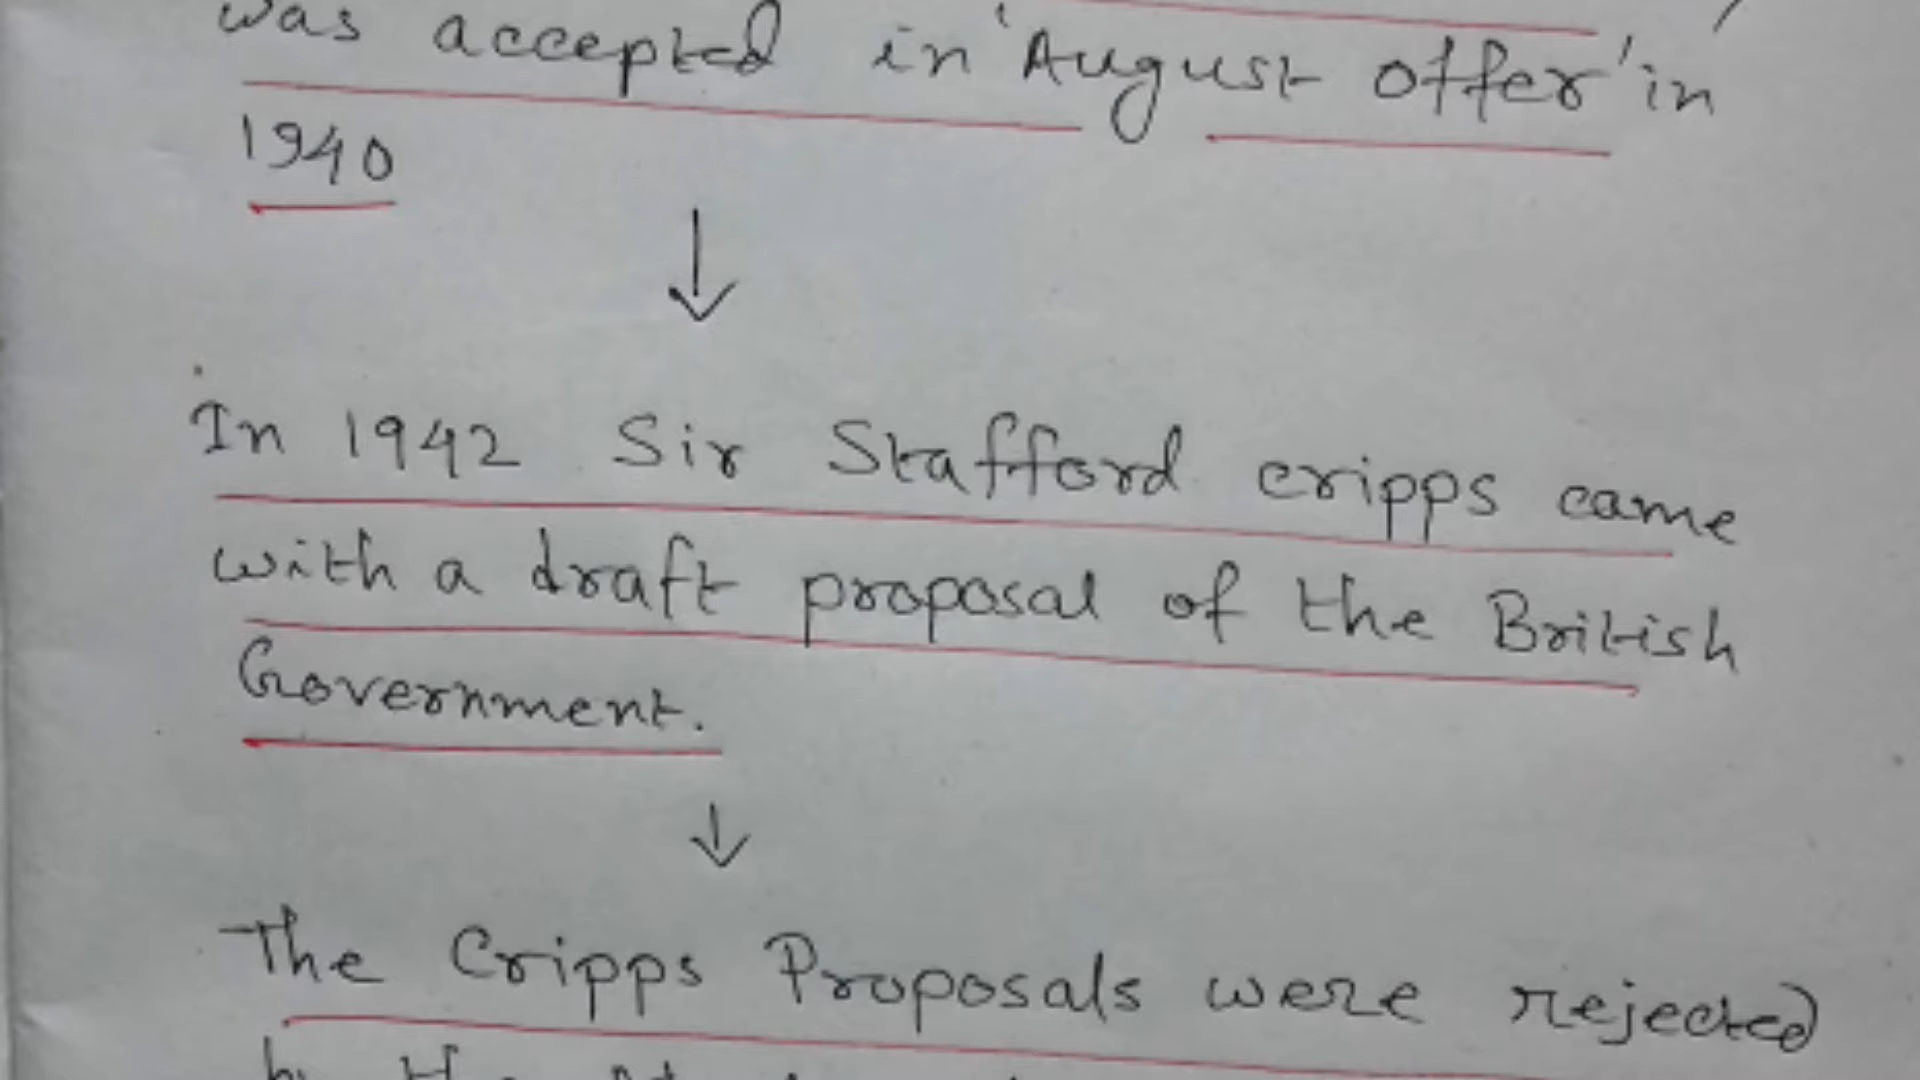 was accepted in 'August offer' in
1940
In 1942 Sir Stafford cripps came
with a draft proposal of the British
Government.
The Cripps Proposals were rejected